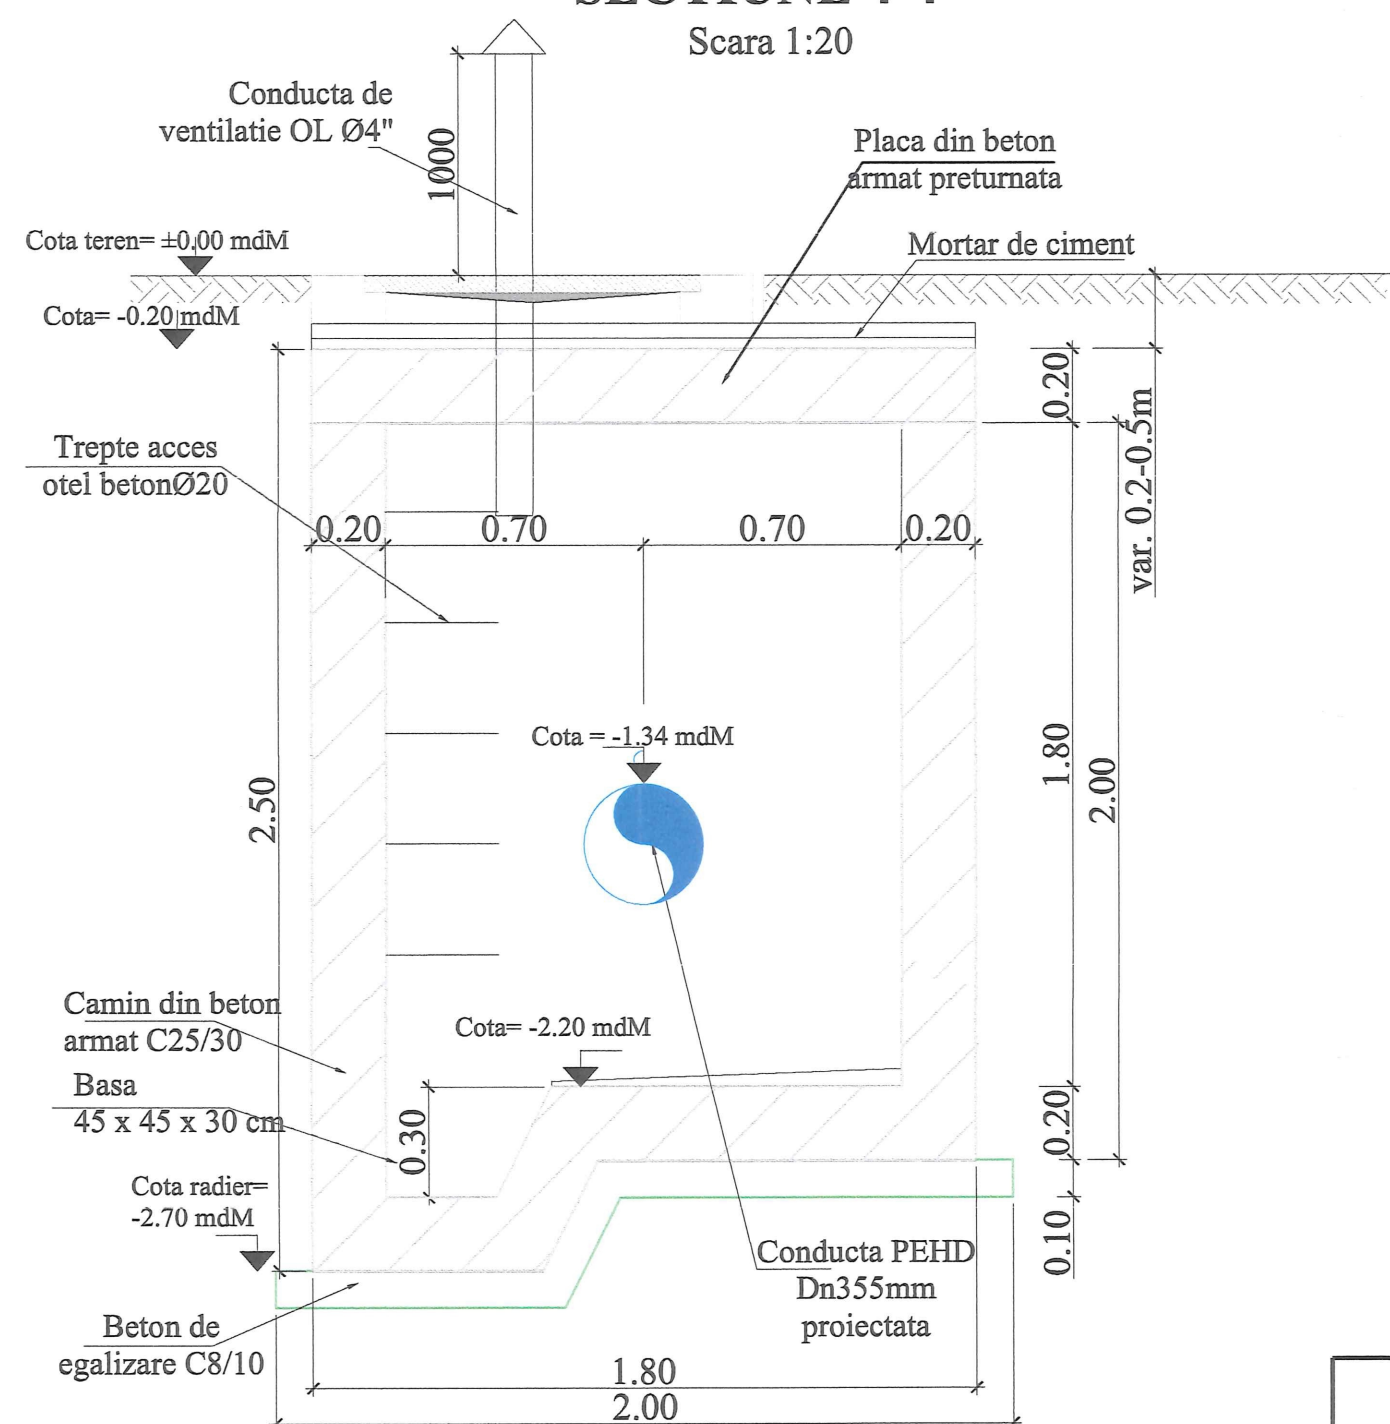 Scara 1:20
Conducta de
ventilatie OL Ø4"
1000
Placa din beton
armat preturnata
Cota teren= ±0,00 mdM
Mortar de ciment
Cota= -0.20 mdM
0.20
var. 0.2-0.5m
Trepte acces
otel betonØ20
0.20
0.70
0.70
0.20
Cota = -1.34 mdM
2.50
1.80
2.00
Camin din beton
armat C25/30
Cota= -2.20 mdM
Basa
45 x 45 x 30 cm
0.30
0.20
Cota radier=
-2.70 mdM
0.10
Conducta PEHD
Dn355mm
proiectata
Beton de
egalizare C8/10
1.80
2.00